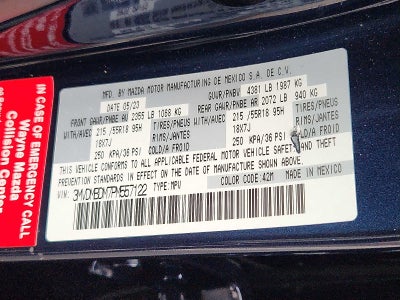 MFD. BY MAZDA MOTOR MANUFACTURING DE MEXICO S.A. DE C.V.
DATE 05/23
GVWR/PNBV 4381 LB 1987 KG
FRONT GAWR/PNBE AU 2355 LB 1068 KG
REAR GAWR/PNBE AR 2072 LB 940 KG
WITH/AVEC 215/55R18 95H TIRES/PNEUS
WITH/AVEC 215/55R18 95H TIRES/PNEUS
18X7J RIMS/JANTES
18X7J RIMS/JANTES
250 KPA/36 PSI COLD/A FROID
250 KPA/36 PSI COLD/A FROID
THIS VEHICLE CONFORMS TO ALL APPLICABLE FEDERAL MOTOR VEHICLE SAFETY AND THEFT
PREVENTION STANDARDS IN EFFECT ON THE DATE OF MANUFACTURE SHOWN ABOVE.
VIN: TYPE: MPV
COLOR CODE: 42M
MADE IN MEXICO
IN CASE OF EMERGENCY CALL
Wayne Mazda
Collision Center